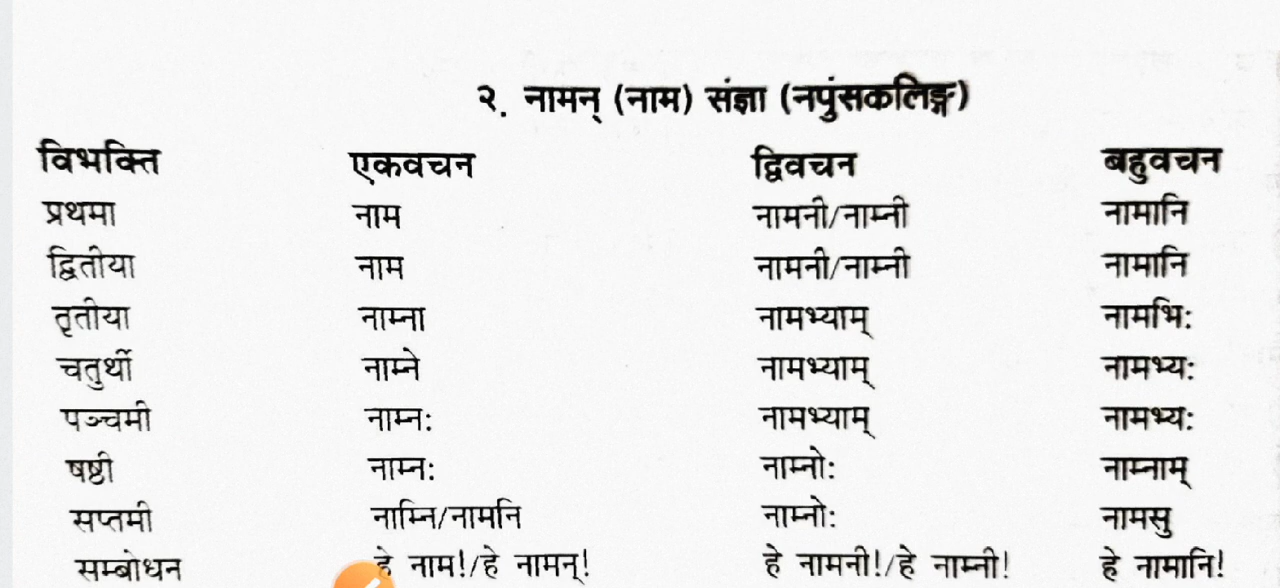 २. नामन् (नाम) संज्ञा (नपुंसकलिङ्ग)
विभक्ति एकवचन द्विवचन बहुवचन
प्रथमा नाम नामनी/नाम्नी नामानि
द्वितीया नाम नामनी/नाम्नी नामानि
तृतीया नाम्ना नामभ्याम् नामभि:
चतुर्थी नाम्ने नामभ्याम् नामभ्य:
पञ्चमी नाम्न: नामभ्याम् नामभ्य:
षष्ठी नाम्न: नाम्नो: नाम्नाम्
सप्तमी नाम्नि/नामनि नाम्नो: नामसु
सम्बोधन हे नाम!/हे नामन्! हे नामनी!/हे नाम्नी! हे नामानि!